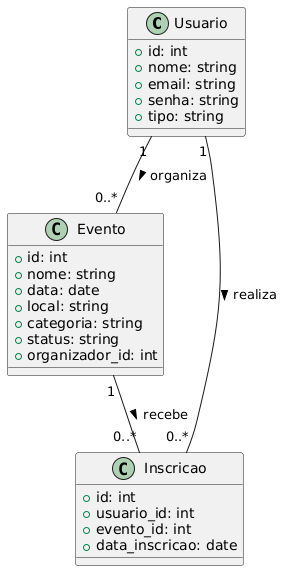 C Usuario
id: int
nome: string
email: string
senha: string
tipo: string
1
1
organiza
0..*
C Evento
id: int
nome: string
data: date
local: string
categoria: string
status: string
organizador_id: int
realiza
1
recebe
0..*
0..*
C Inscricao
id: int
usuario_id: int
evento_id: int
data_inscricao: date